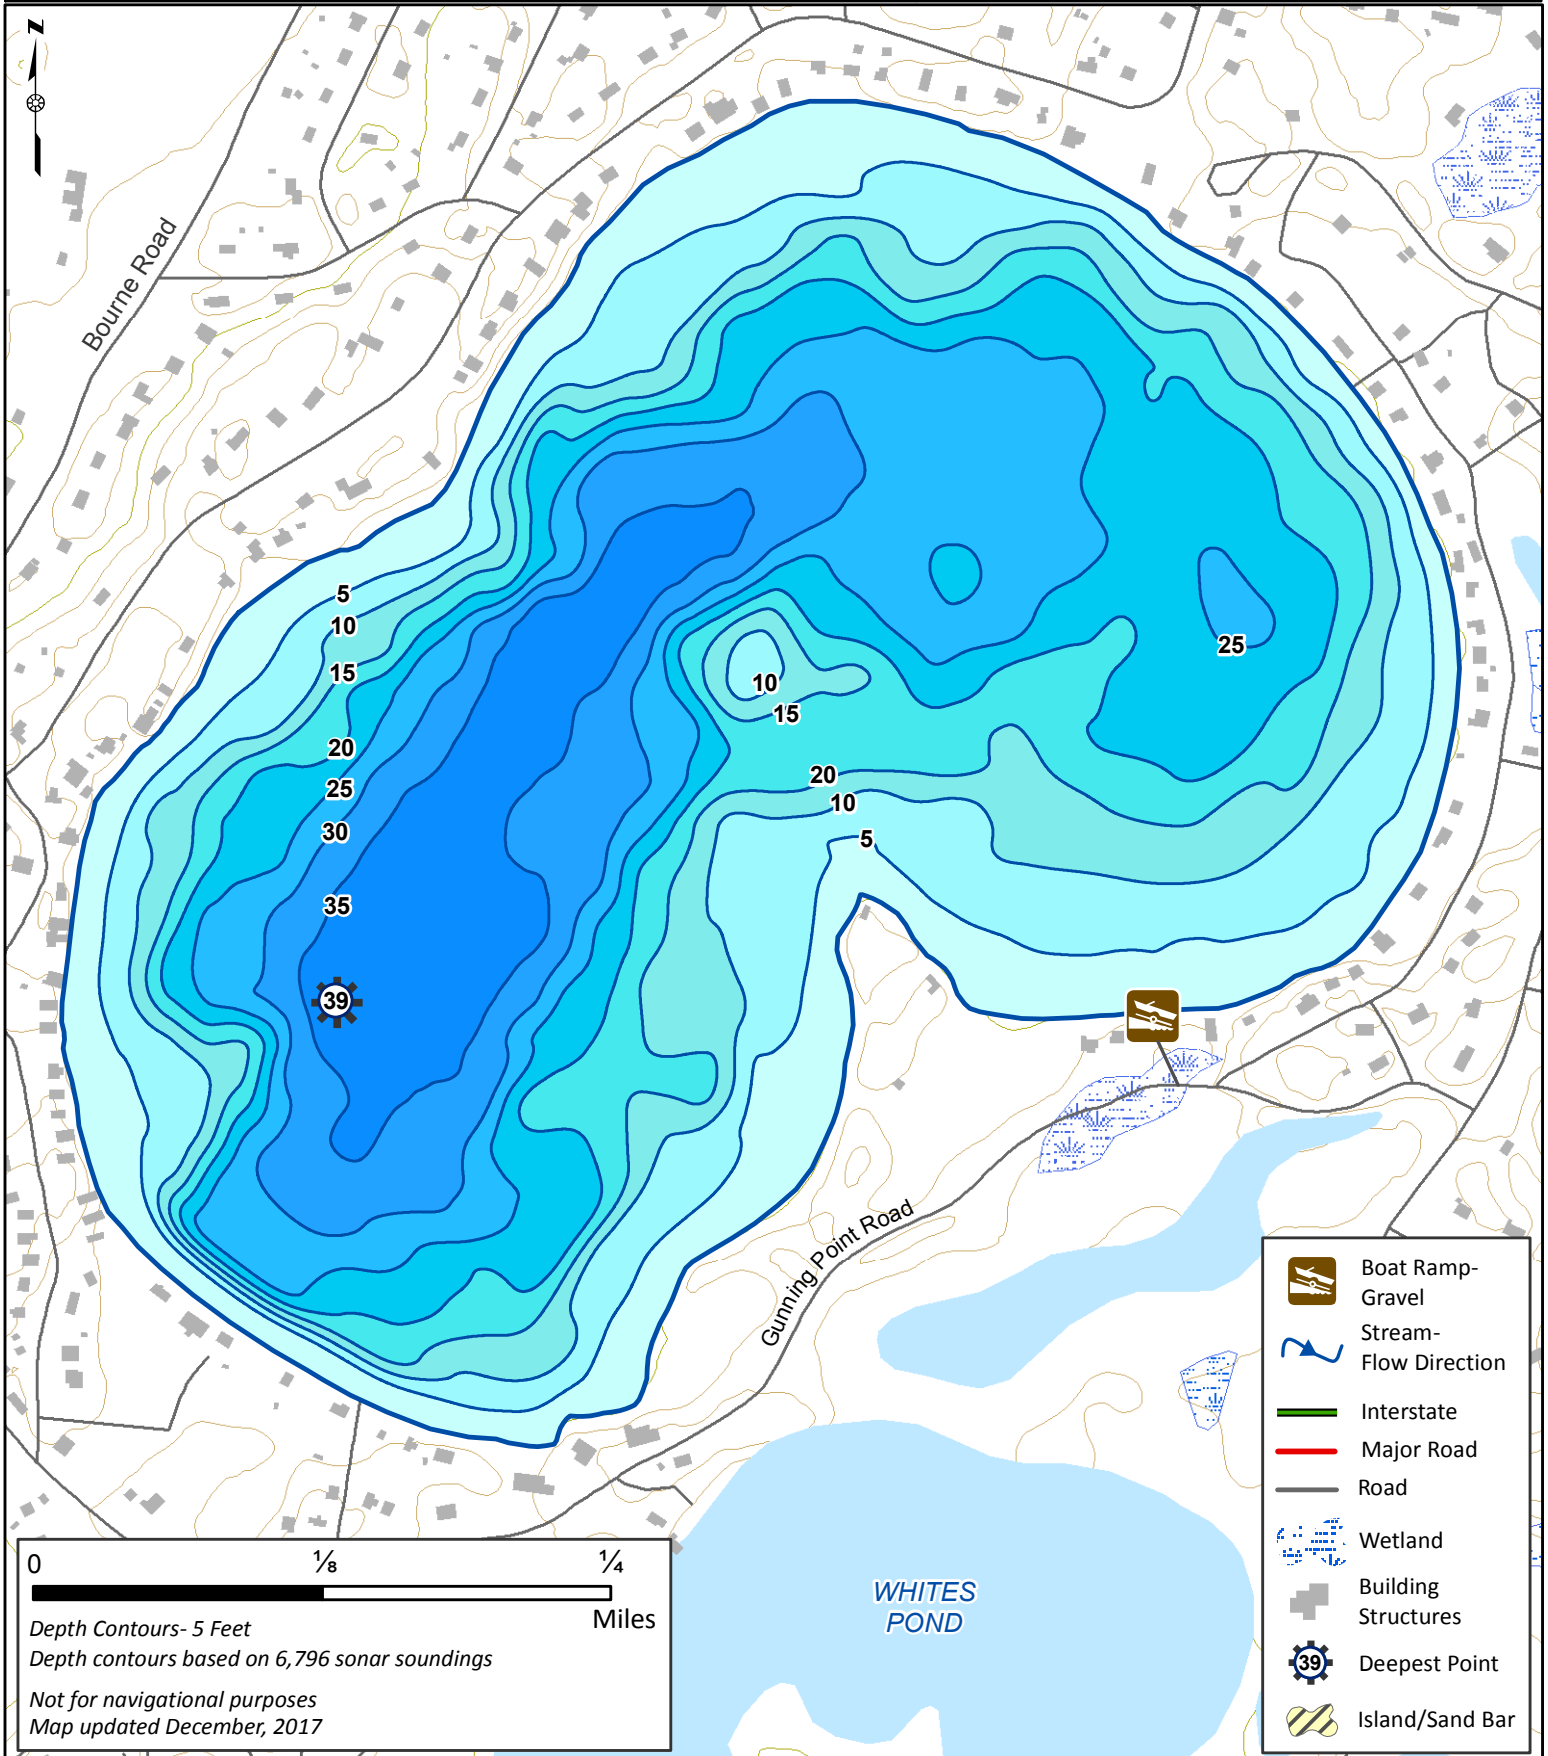 N
Bourne Road
5
10
15
20
25
30
35
39
10
15
20
10
5
25
Gunning Point Road
WHITES
POND
Boat Ramp-
Gravel
Stream-
Flow Direction
Interstate
Major Road
Road
Wetland
Building
Structures
39 Deepest Point
Island/Sand Bar
0 ⅛ ¼
Miles
Depth Contours- 5 Feet
Depth contours based on 6,796 sonar soundings
Not for navigational purposes
Map updated December, 2017